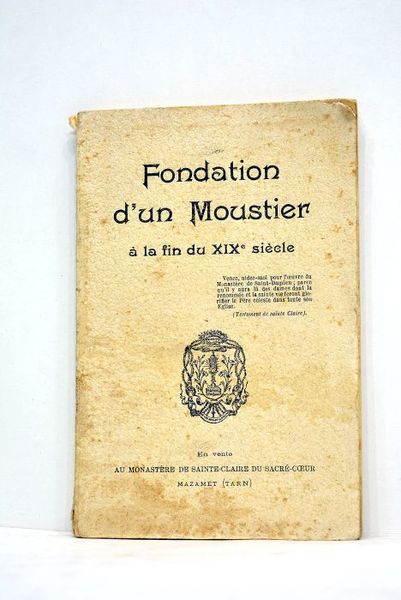 Fondation
d'un Moustier
à la fin du XIXe siècle
Venez, aidez-moi pour l'œuvre du
Monastère de Saint-Damien ; parce
qu'il y aura là des dames dont la
renommée et la sainte vie feront glo-
rifier le Père céleste dans toute son
Eglise.
(Testament de sainte Claire).
En vente
AU MONASTÈRE DE SAINTE-CLAIRE DU SACRÉ-CŒUR
MAZAMET (TARN)